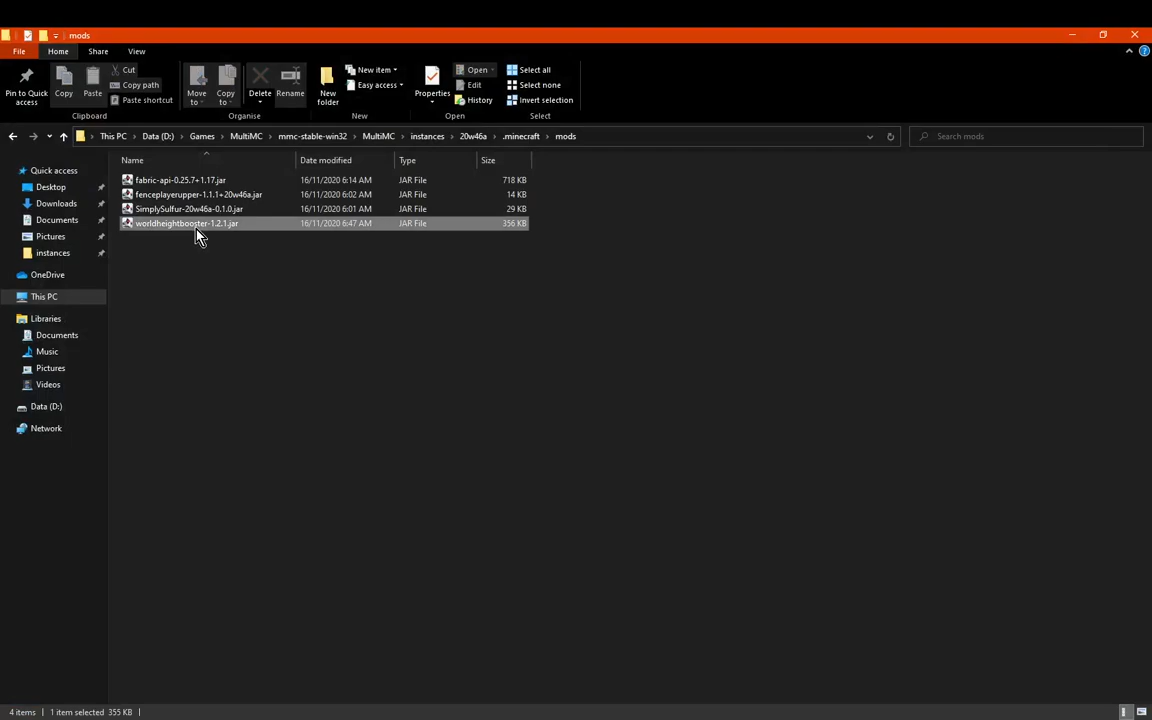 mods
File Home Share View
Pin to Quick access
Copy
Paste
Cut
Copy path
Paste shortcut
Clipboard
Move to
Copy to
Delete
Rename
Organise
New folder
New item
Easy access
New
Properties
Open
Edit
History
Open
Select all
Select none
Invert selection
Select
This PC Data (D:) Games MultiMC mmc-stable-win32 MultiMC instances 20w46a .minecraft mods
Search mods
Quick access
Desktop
Downloads
Documents
Pictures
instances
OneDrive
This PC
Libraries
Documents
Music
Pictures
Videos
Data (D:)
Network
Name Date modified Type Size
fabric-api-0.25.7+1.17.jar 16/11/2020 6:14 AM JAR File 718 KB
fenceplayerupper-1.1.1+20w46a.jar 16/11/2020 6:02 AM JAR File 14 KB
SimplySulfur-20w46a-0.1.0.jar 16/11/2020 6:01 AM JAR File 29 KB
worldheightbooster-1.2.1.jar 16/11/2020 6:47 AM JAR File 356 KB
4 items 1 item selected 355 KB